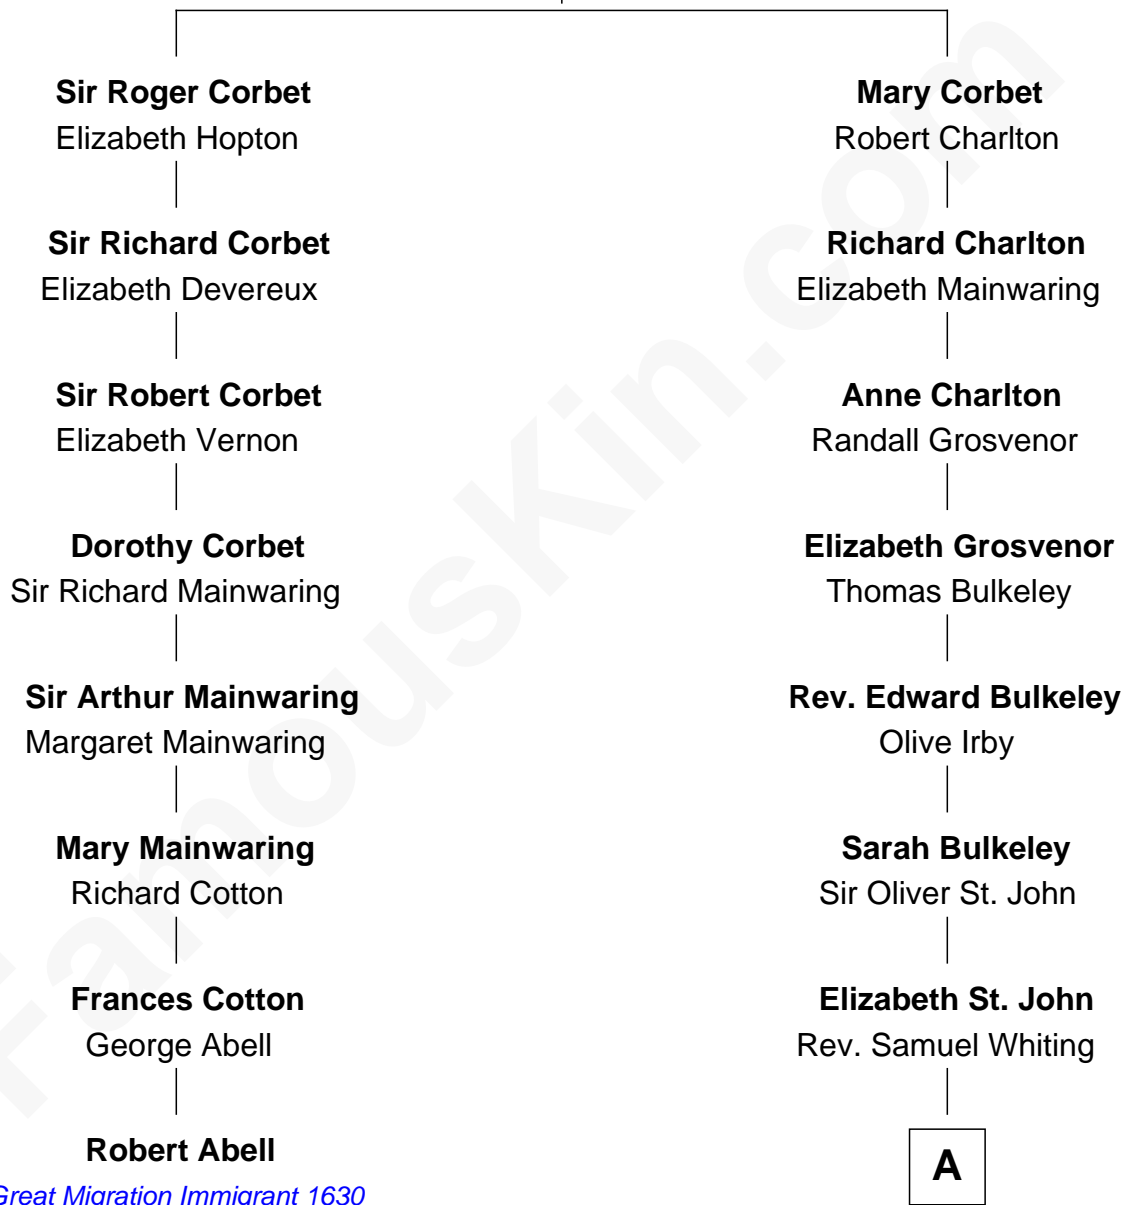 Sir Roger Corbet
Elizabeth Hopton
Sir Richard Corbet
Elizabeth Devereux
Sir Robert Corbet
Elizabeth Vernon
Dorothy Corbet
Sir Richard Mainwaring
Sir Arthur Mainwaring
Margaret Mainwaring
Mary Mainwaring
Richard Cotton
Frances Cotton
George Abell
Robert Abell
Great Migration Immigrant 1630
Mary Corbet
Robert Charlton
Richard Charlton
Elizabeth Mainwaring
Anne Charlton
Randall Grosvenor
Elizabeth Grosvenor
Thomas Bulkeley
Rev. Edward Bulkeley
Olive Irby
Sarah Bulkeley
Sir Oliver St. John
Elizabeth St. John
Rev. Samuel Whiting
A
FamousKin.com